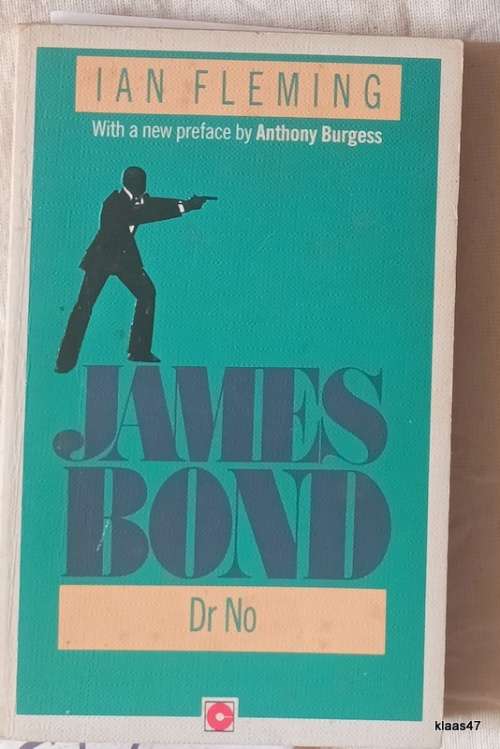 IAN FLEMING
With a new preface by Anthony Burgess
JAMES
BOND
Dr No
C
klaas47